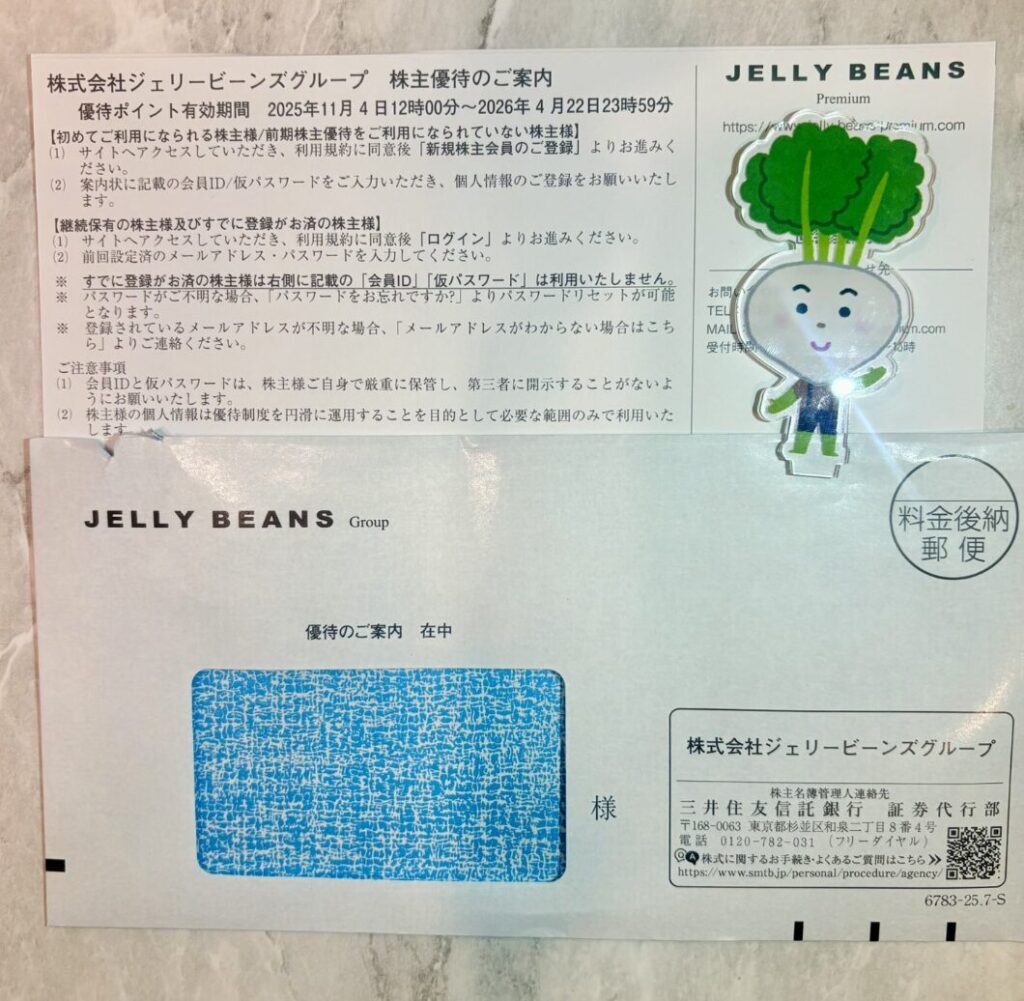 株式会社ジェリービーンズグループ 株主優待のご案内
優待ポイント有効期間 2025年11月4日12時00分～2026年4月22日23時59分
【初めてご利用になられる株主様/前期株主優待をご利用になられていない株主様】
(1) サイトへアクセスしていただき、利用規約に同意後「新規株主会員のご登録」よりお進みく
ださい。
(2) 案内状に記載の会員ID/仮パスワードをご入力いただき、個人情報のご登録をお願いいたし
ます。
【継続保有の株主様及びすでに登録がお済の株主様】
(1) サイトへアクセスしていただき、利用規約に同意後「ログイン」よりお進みください。
(2) 前回設定済のメールアドレス・パスワードを入力してください。
※ すでに登録がお済の株主様は右側に記載の「会員ID」「仮パスワード」は利用いたしません。
※ パスワードがご不明な場合、「パスワードをお忘れですか?」よりパスワードリセットが可能
となります。
※ 登録されているメールアドレスが不明な場合、「メールアドレスがわからない場合はこち
ら」よりご連絡ください。
ご注意事項
(1) 会員IDと仮パスワードは、株主様ご自身で厳重に保管し、第三者に開示することがないよ
うにお願いいたします。
(2) 株主様の個人情報は優待制度を円滑に運用することを目的として必要な範囲のみで利用いた
します。
JELLY BEANS
Premium
https://www.jelly-beans-premium.com
せ先
お問い
TEL
MAIL ium.com
受付時間 15時
JELLY BEANS Group
料金後納
郵便
優待のご案内 在中
様
株式会社ジェリービーンズグループ
株主名簿管理人連絡先
三井住友信託銀行 証券代行部
〒168-0063 東京都杉並区和泉二丁目8番4号
電話 0120-782-031 (フリーダイヤル)
QA 株式に関するお手続き・よくあるご質問はこちら
https://www.smtb.jp/personal/procedure/agency/
6783-25.7-S